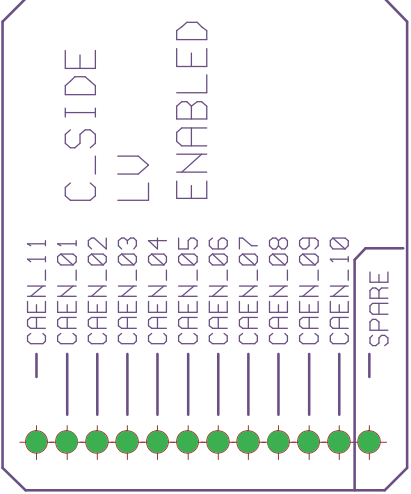 C_SIDE
LV
ENABLED
CAEN_11
CAEN_01
CAEN_02
CAEN_03
CAEN_04
CAEN_05
CAEN_06
CAEN_07
CAEN_08
CAEN_09
CAEN_10
SPARE